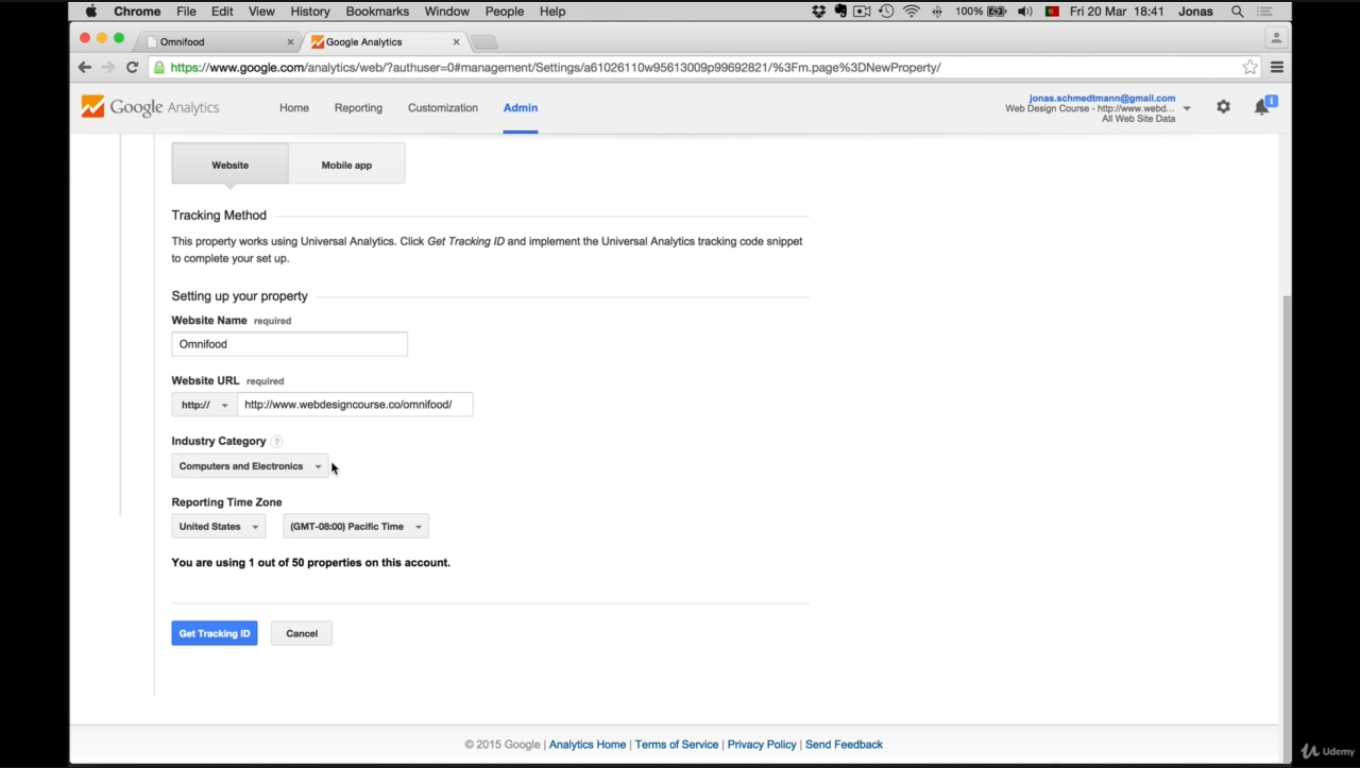 Chrome File Edit View History Bookmarks Window People Help 100% Fri 20 Mar 18:41 Jonas
Omnifood Google Analytics
https://www.google.com/analytics/web/?authuser=0#management/Settings/a61026110w95613009p99692821/%3Fm.page%3DNewProperty/
Google Analytics Home Reporting Customization Admin
jonas.schmedtmann@gmail.com
Web Design Course - http://www.webd...
All Web Site Data
1
Website Mobile app
Tracking Method
This property works using Universal Analytics. Click Get Tracking ID and implement the Universal Analytics tracking code snippet
to complete your set up.
Setting up your property
Website Name required
Omnifood
Website URL required
http:// http://www.webdesigncourse.co/omnifood/
Industry Category ?
Computers and Electronics
Reporting Time Zone
United States (GMT-08:00) Pacific Time
You are using 1 out of 50 properties on this account.
Get Tracking ID Cancel
© 2015 Google | Analytics Home | Terms of Service | Privacy Policy | Send Feedback
Udemy